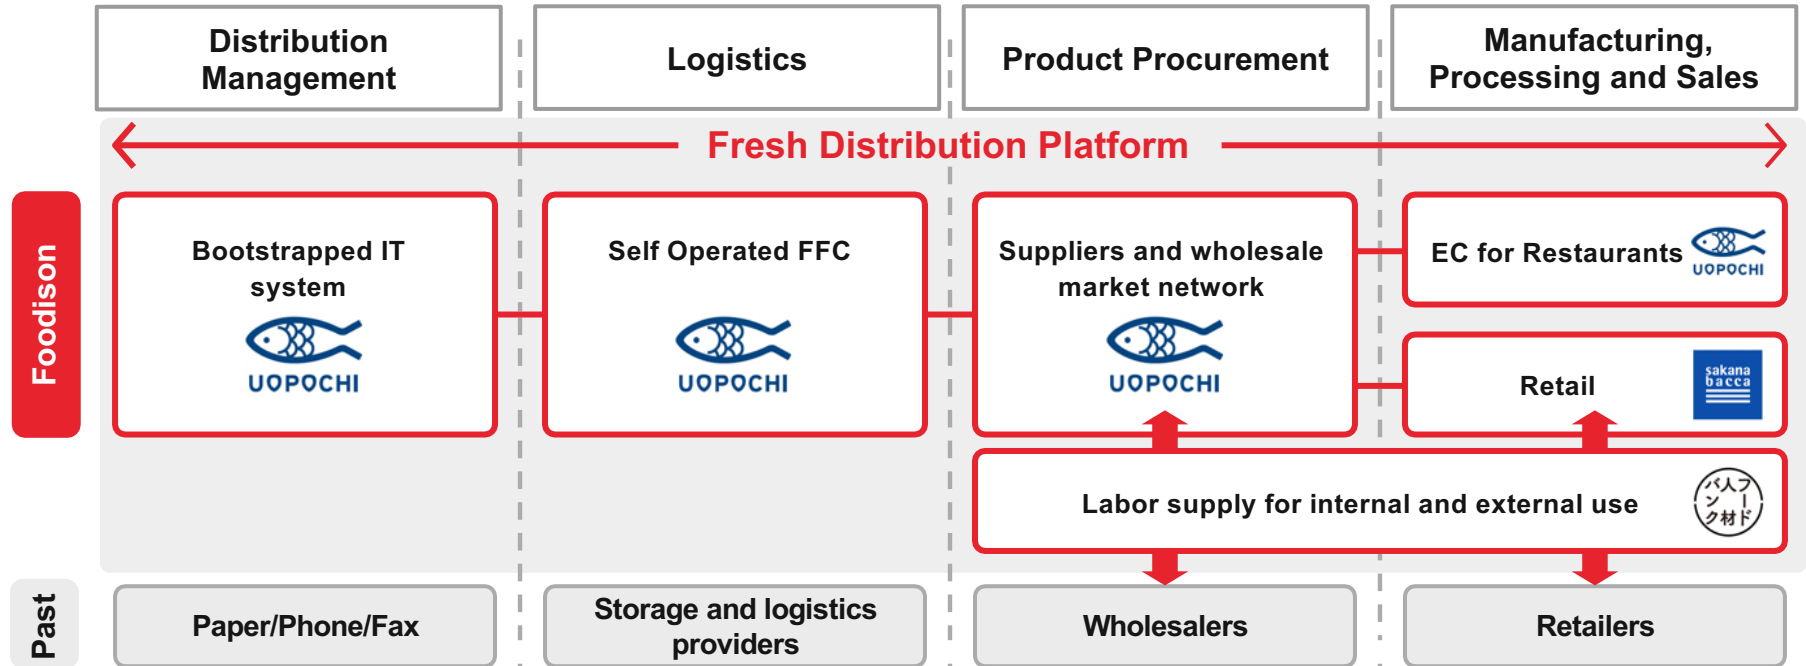 Distribution
Management
Logistics
Product Procurement
Manufacturing,
Processing and Sales
Fresh Distribution Platform
Foodison
Bootstrapped IT
system
UOPOCHI
Self Operated FFC
UOPOCHI
Suppliers and wholesale
market network
UOPOCHI
EC for Restaurants
UOPOCHI
Retail
sakana
bacca
Labor supply for internal and external use
フード
人材
バンク
Past
Paper/Phone/Fax
Storage and logistics
providers
Wholesalers
Retailers